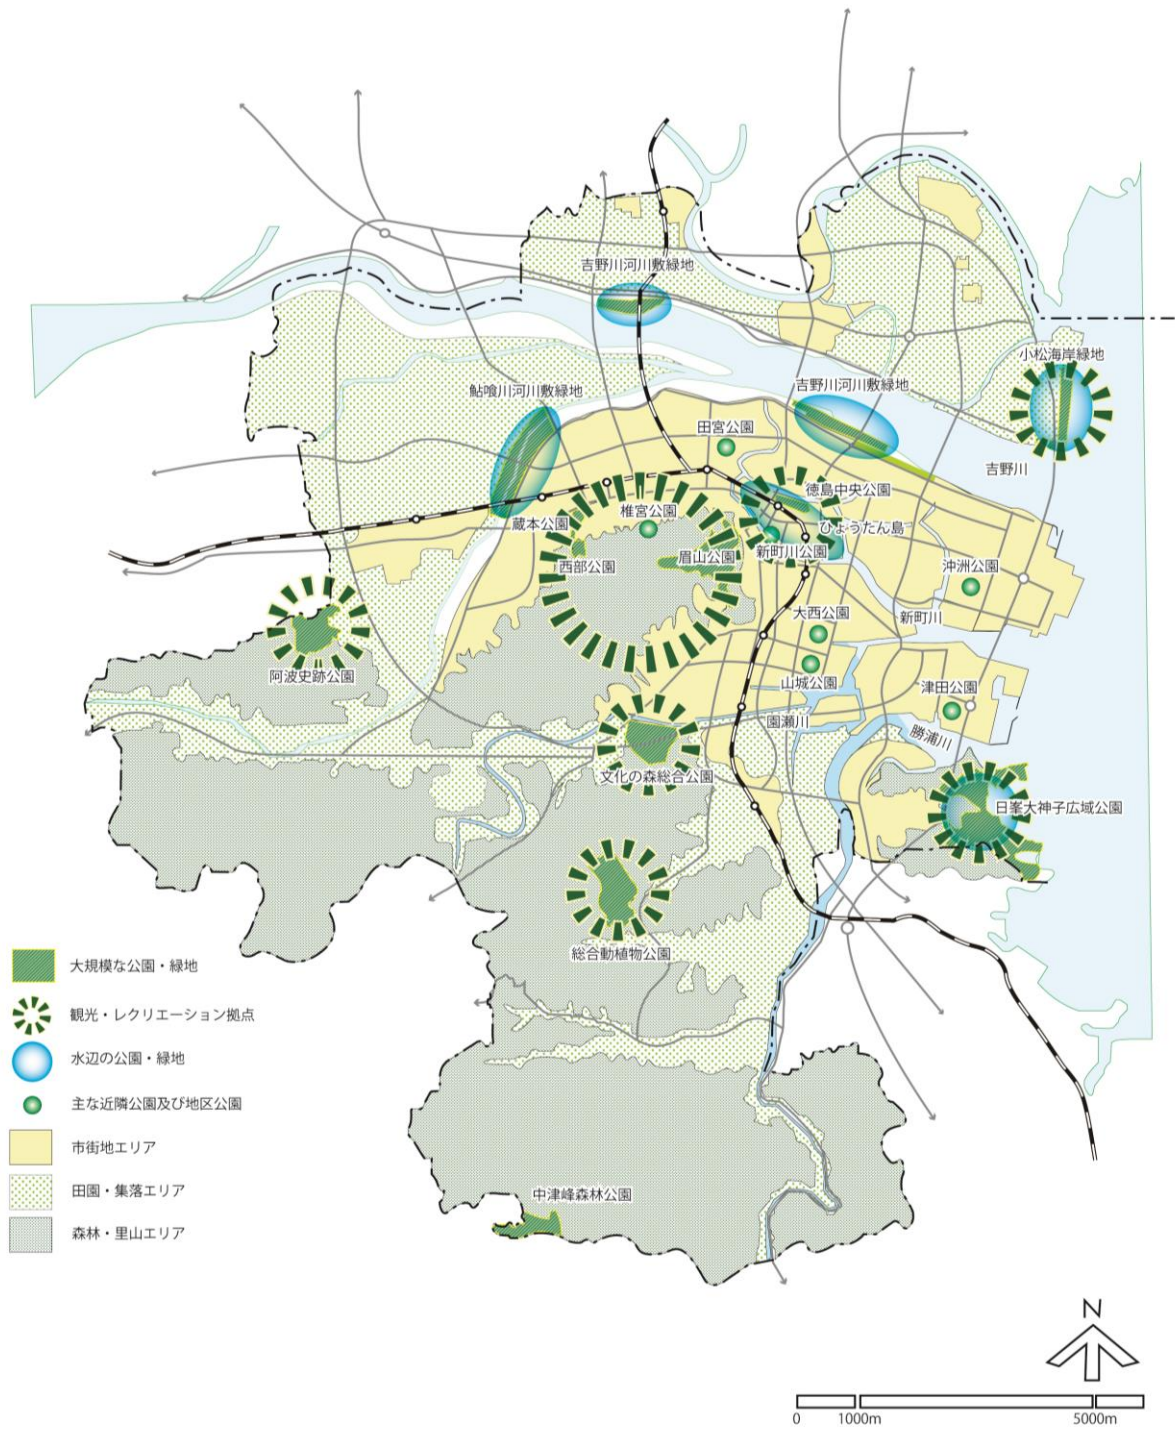 吉野川河川敷緑地
小松海岸緑地
鮎喰川河川敷緑地
吉野川河川敷緑地
田宮公園
吉野川
徳島中央公園
椎宮公園
蔵本公園
ひょうたん島
新町川公園
眉山公園
西部公園
沖洲公園
大西公園
新町川
阿波史跡公園
山城公園
津田公園
園瀬川
勝浦川
文化の森総合公園
日峯大神子広域公園
総合動植物公園
大規模な公園・緑地
観光・レクリエーション拠点
水辺の公園・緑地
主な近隣公園及び地区公園
市街地エリア
田園・集落エリア
森林・里山エリア
中津峰森林公園
N
0 1000m 5000m